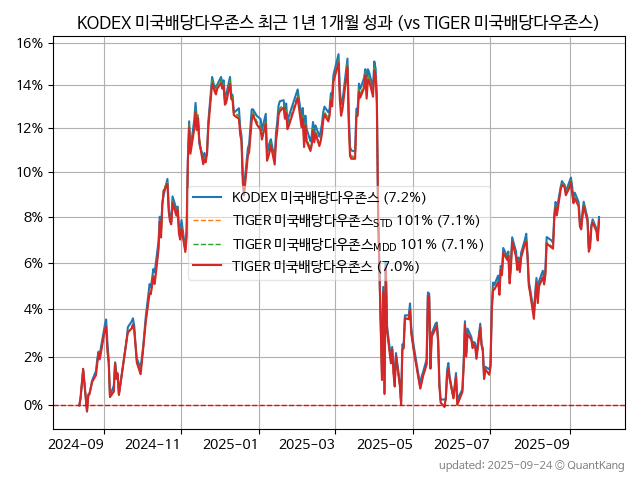 KODEX 미국배당다우존스 최근 1년 1개월 성과 (vs TIGER 미국배당다우존스)
16%
14%
12%
10%
8%
6%
4%
2%
0%
KODEX 미국배당다우존스 (7.2%)
TIGER 미국배당다우존스STD 101% (7.1%)
TIGER 미국배당다우존스MDD 101% (7.1%)
TIGER 미국배당다우존스 (7.0%)
2024-09 2024-11 2025-01 2025-03 2025-05 2025-07 2025-09
updated: 2025-09-24 © QuantKang